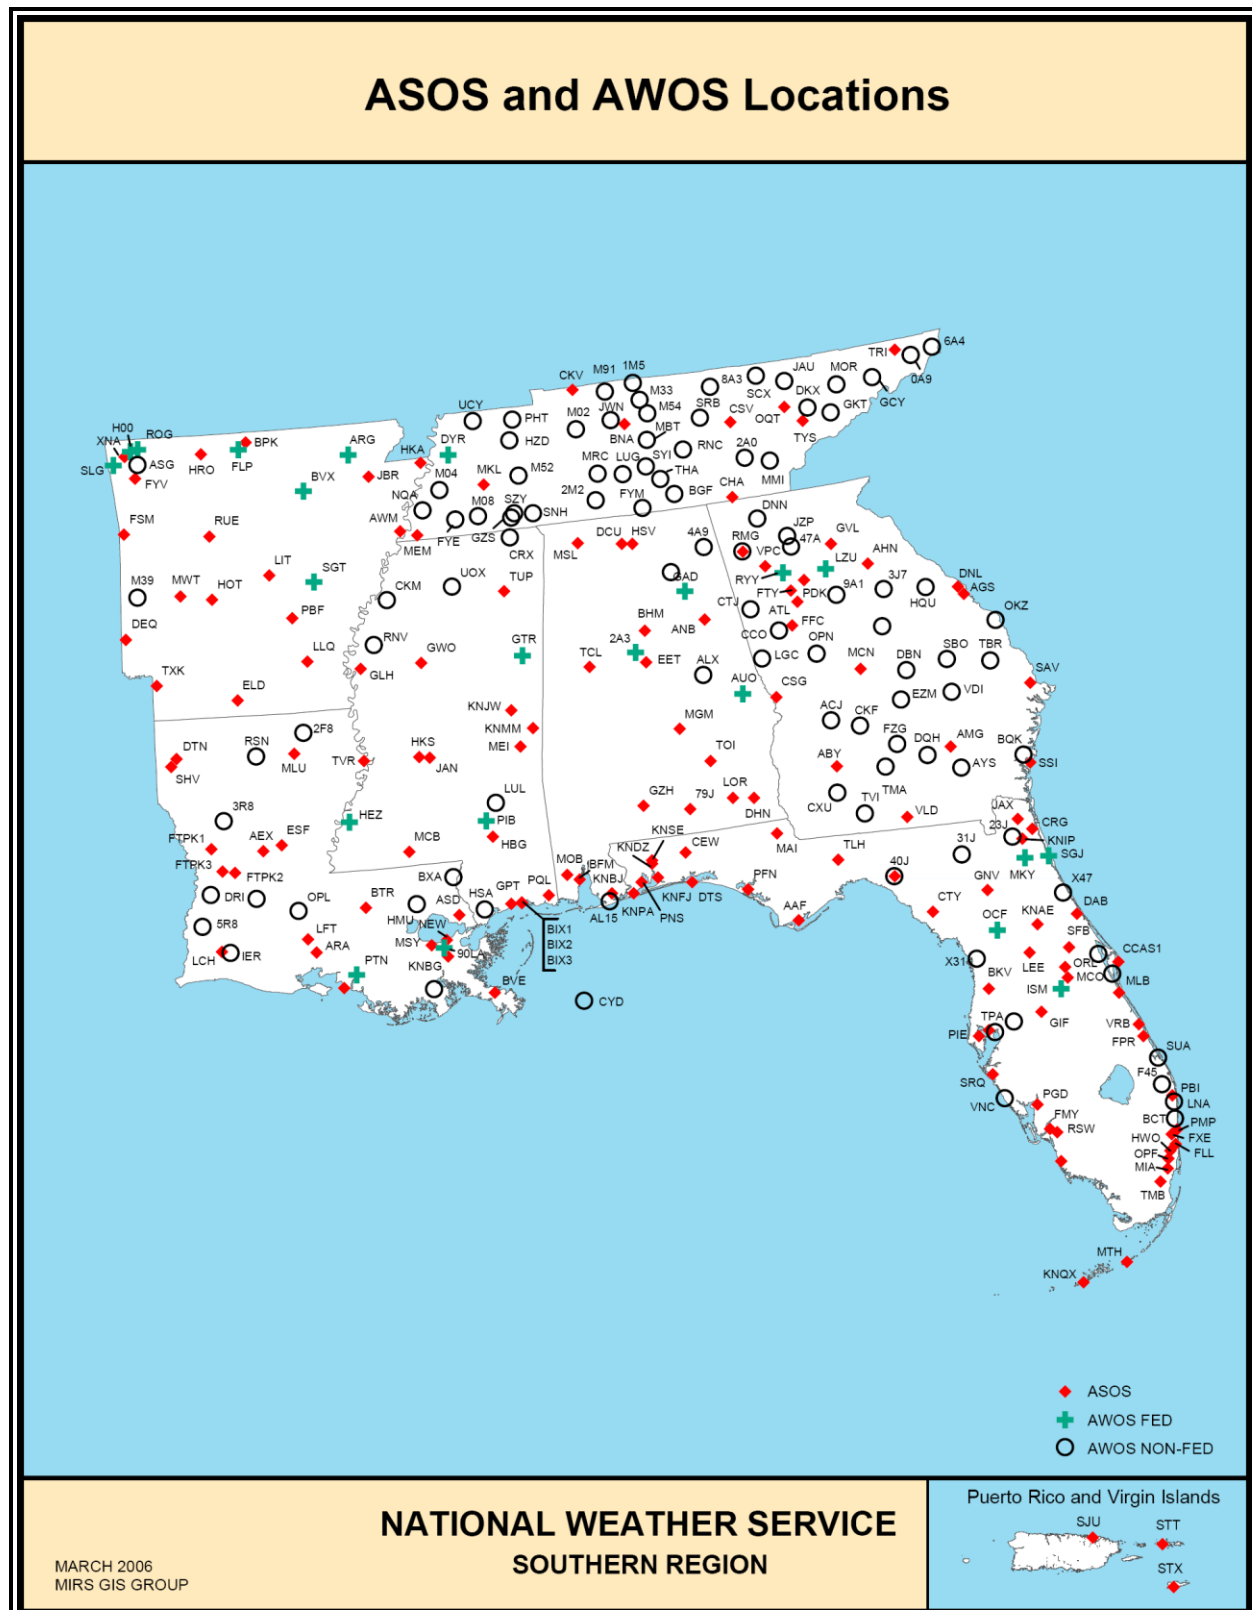 ASOS and AWOS Locations
6A4
TRI
0A9
1M5
M91
CKV
8A3
SCX
JAU
MOR
GCY
M33
UCY
PHT
M02
JWN
M54
SRB
DKX
GKT
CSV
OQT
TYS
H00
ROG
XNA
BPK
ARG
DYR
HZD
BNA
MBT
RNC
2A0
SLG
ASG
FYV
HRO
FLP
BVX
JBR
HKA
M04
MKL
M52
MRC
LUG
SYI
THA
MMI
NQA
M08
SZY
SNH
2M2
FYM
BGF
CHA
FSM
RUE
AWM
MEM
FYE
GZS
CRX
MSL
DCU
HSV
4A9
DNN
RMG
JZP
47A
VPC
GVL
M39
MWT
HOT
LIT
SGT
CKM
UOX
TUP
GAD
RYY
LZU
AHN
FTY
PDK
9A1
3J7
HQU
DNL
AGS
DEQ
PBF
RNV
BHM
ANB
CTJ
ATL
FFC
OKZ
LLQ
GLH
GWO
GTR
TCL
2A3
EET
ALX
CCO
LGC
OPN
MCN
DBN
SBO
TBR
TXK
ELD
AUO
CSG
EZM
VDI
SAV
KNJW
KNMM
MEI
MGM
ACJ
CKF
2F8
RSN
DTN
SHV
MLU
TVR
HKS
JAN
TOI
FZG
DQH
AMG
BQK
ABY
TMA
AYS
SSI
3R8
HEZ
LUL
PIB
GZH
79J
LOR
DHN
CXU
TVI
VLD
JAX
CRG
FTPK1
AEX
ESF
MCB
HBG
KNSE
KNDZ
CEW
MAI
TLH
31J
23J
KNIP
FTPK3
FTPK2
SGJ
MKY
DRI
OPL
BTR
BXA
ASD
HSA
GPT
PQL
MOB
BFM
KNBJ
AL15
KNPA
PNS
KNFJ
DTS
PFN
AAF
40J
GNV
CTY
X47
DAB
5R8
LFT
ARA
HMU
NEW
MSY
90LA
KNBG
BIX1
BIX2
BIX3
OCF
KNAE
SFB
CCAS1
LCH
IER
PTN
BVE
CYD
LEE
ORL
MCO
MLB
BKV
ISM
TPA
GIF
VRB
FPR
PIE
SUA
SRQ
VNC
F45
PBI
LNA
PGD
FMY
RSW
BCT
PMP
HWO
FXE
OPF
FLL
MIA
TMB
MTH
KNQX
ASOS
AWOS FED
AWOS NON-FED
NATIONAL WEATHER SERVICE
SOUTHERN REGION
MARCH 2006
MIRS GIS GROUP
Puerto Rico and Virgin Islands
SJU
STT
STX